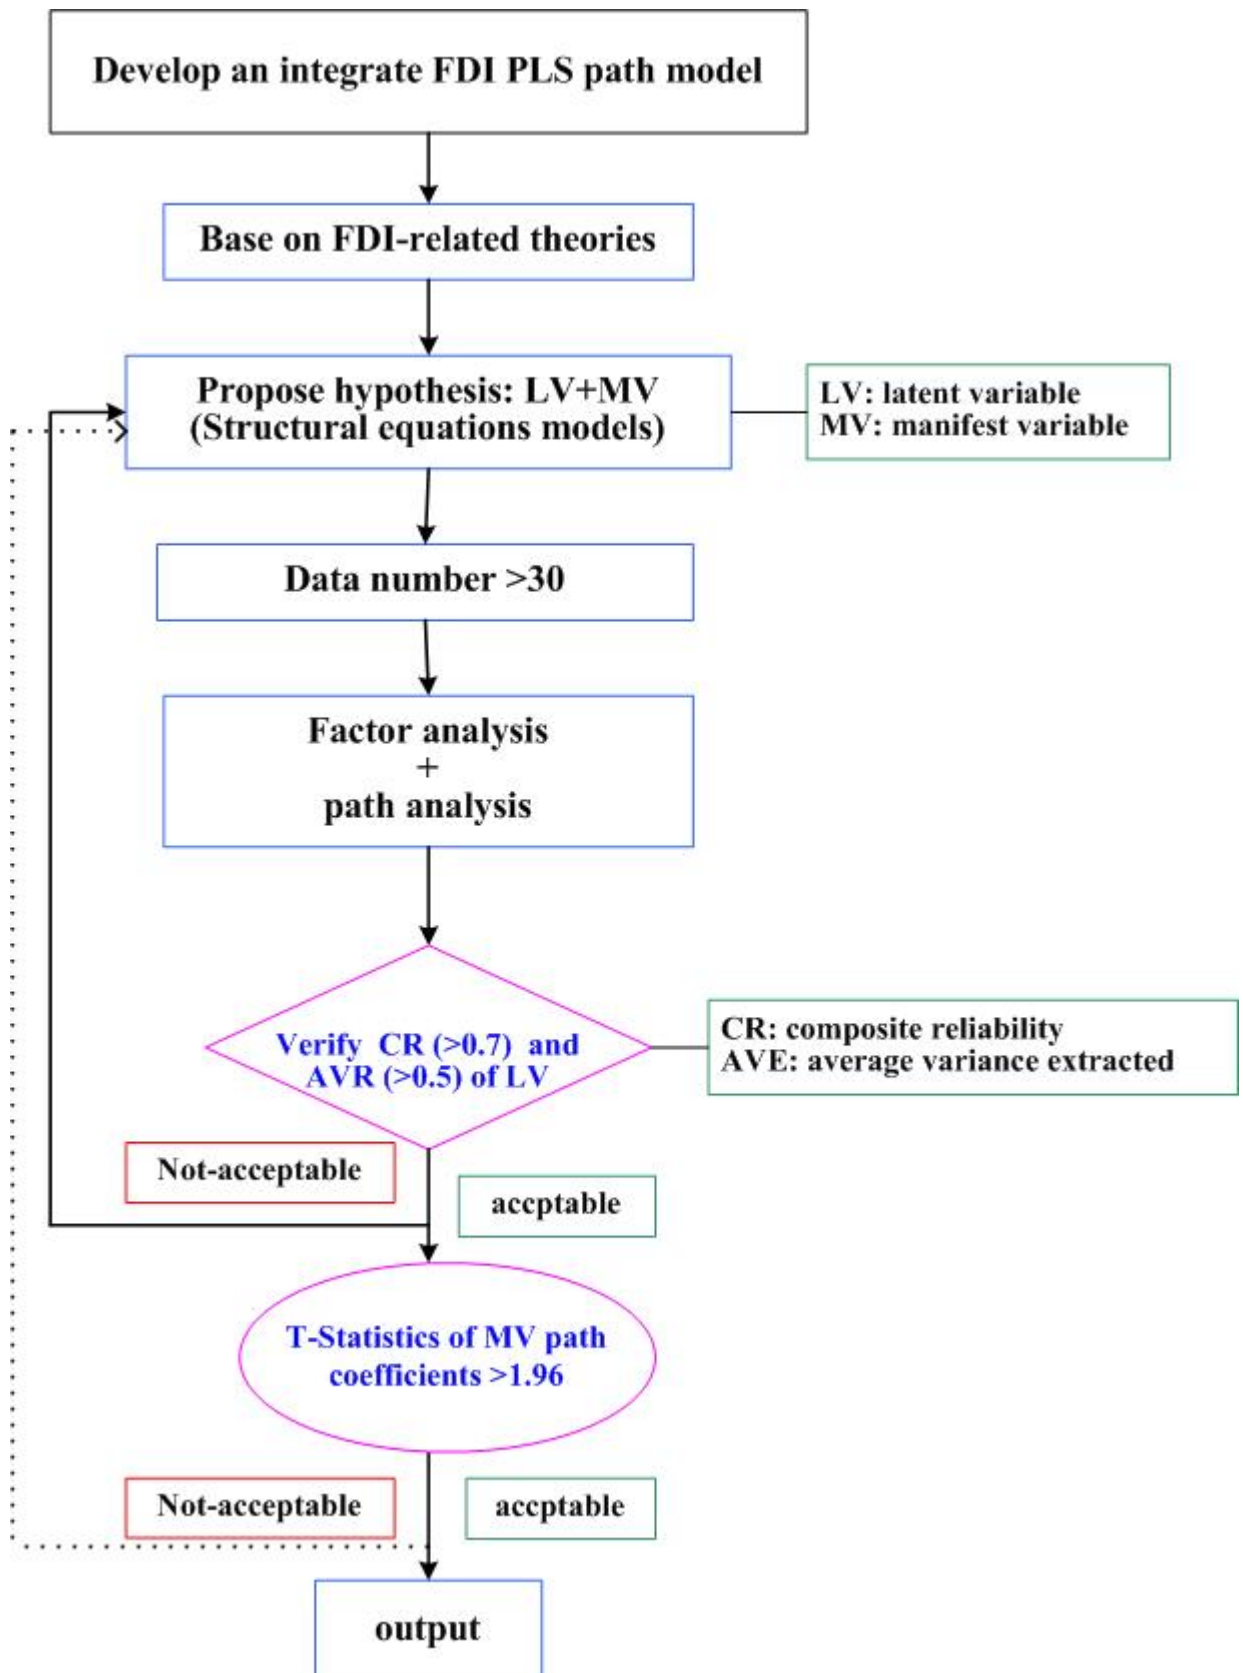 Develop an integrate FDI PLS path model
Base on FDI-related theories
Propose hypothesis: LV+MV
(Structural equations models)
LV: latent variable
MV: manifest variable
Data number >30
Factor analysis
+
path analysis
Verify CR (>0.7) and
AVR (>0.5) of LV
CR: composite reliability
AVE: average variance extracted
Not-acceptable
accptable
T-Statistics of MV path
coefficients >1.96
Not-acceptable
accptable
output